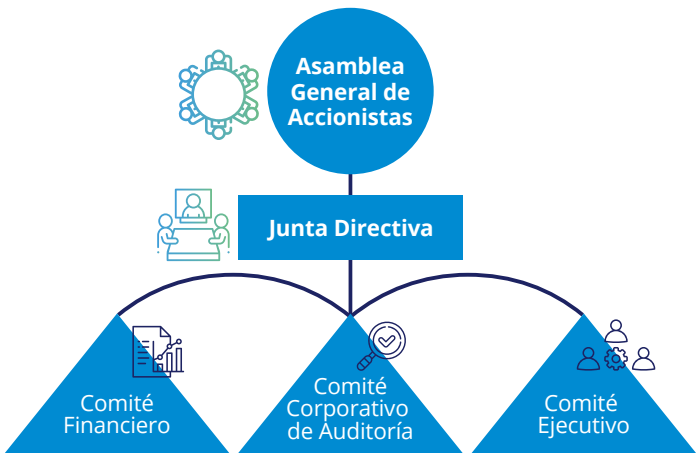 Asamblea
General de
Accionistas
Junta Directiva
Comité
Financiero
Comité
Corporativo
de Auditoría
Comité
Ejecutivo